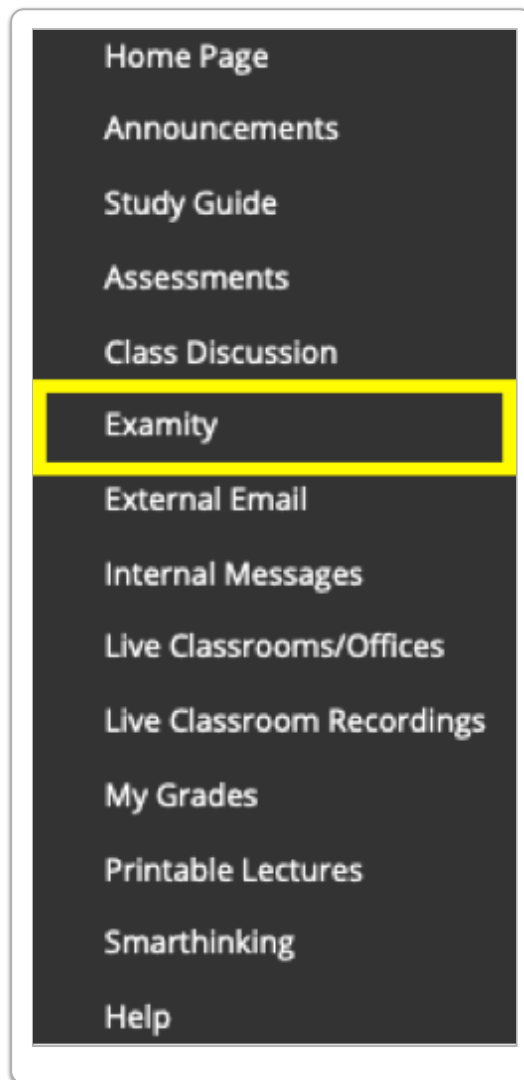 Home Page
Announcements
Study Guide
Assessments
Class Discussion
Examity
External Email
Internal Messages
Live Classrooms/Offices
Live Classroom Recordings
My Grades
Printable Lectures
Smarthinking
Help